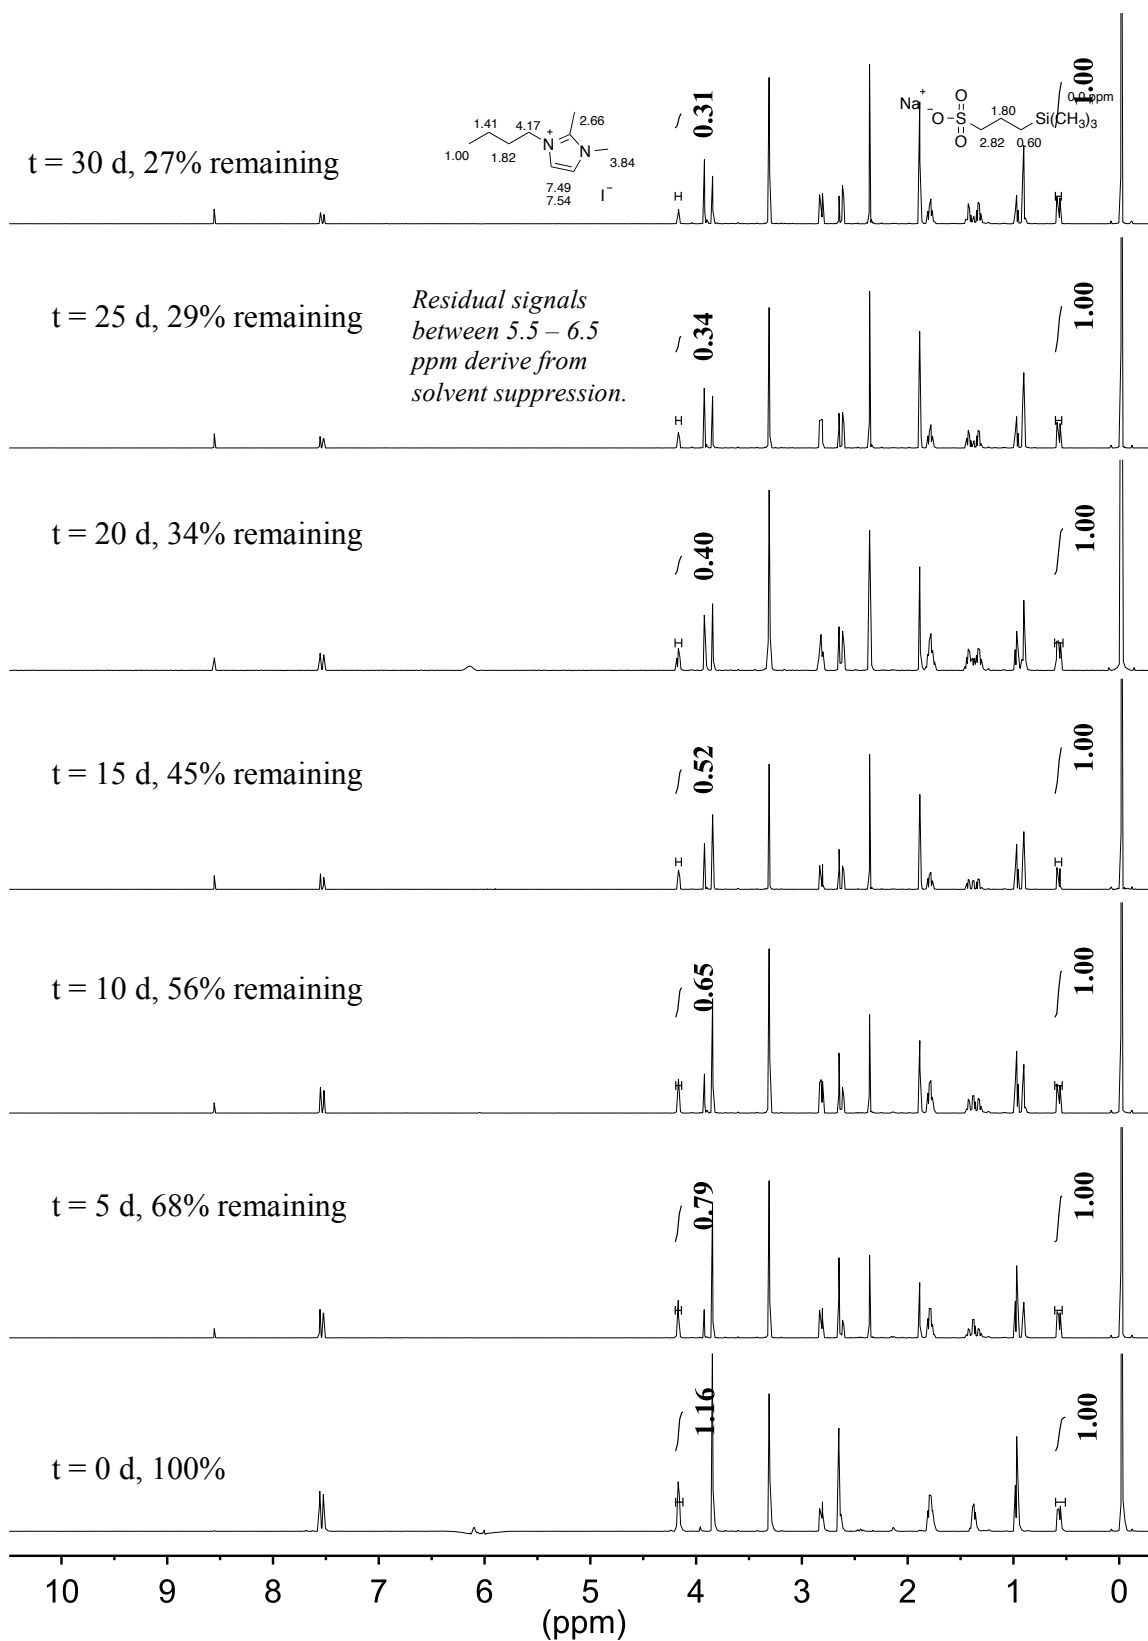 t = 30 d, 27% remaining
1.00
1.41
1.82
4.17
N
+
N
2.66
3.84
7.49
7.54
I−
0.31
Na+
−O
O
S
O
1.80
2.82
0.60
Si(CH3)3
0.0 ppm
1.00
t = 25 d, 29% remaining
Residual signals
between 5.5 – 6.5
ppm derive from
solvent suppression.
0.34
1.00
t = 20 d, 34% remaining
0.40
1.00
t = 15 d, 45% remaining
0.52
1.00
t = 10 d, 56% remaining
0.65
1.00
t = 5 d, 68% remaining
0.79
1.00
t = 0 d, 100%
1.16
1.00
10 9 8 7 6 5 4 3 2 1 0
(ppm)